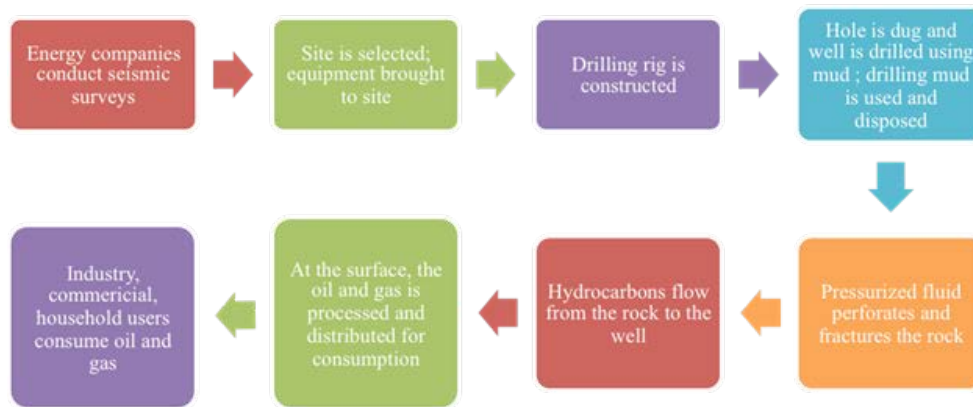 Energy companies
conduct seismic
surveys
Site is selected;
equipment brought
to site
Drilling rig is
constructed
Hole is dug and
well is drilled using
mud ; drilling mud
is used and
disposed
Pressurized fluid
perforates and
fractures the rock
Hydrocarbons flow
from the rock to the
well
At the surface, the
oil and gas is
processed and
distributed for
consumption
Industry,
commericial,
household users
consume oil and
gas